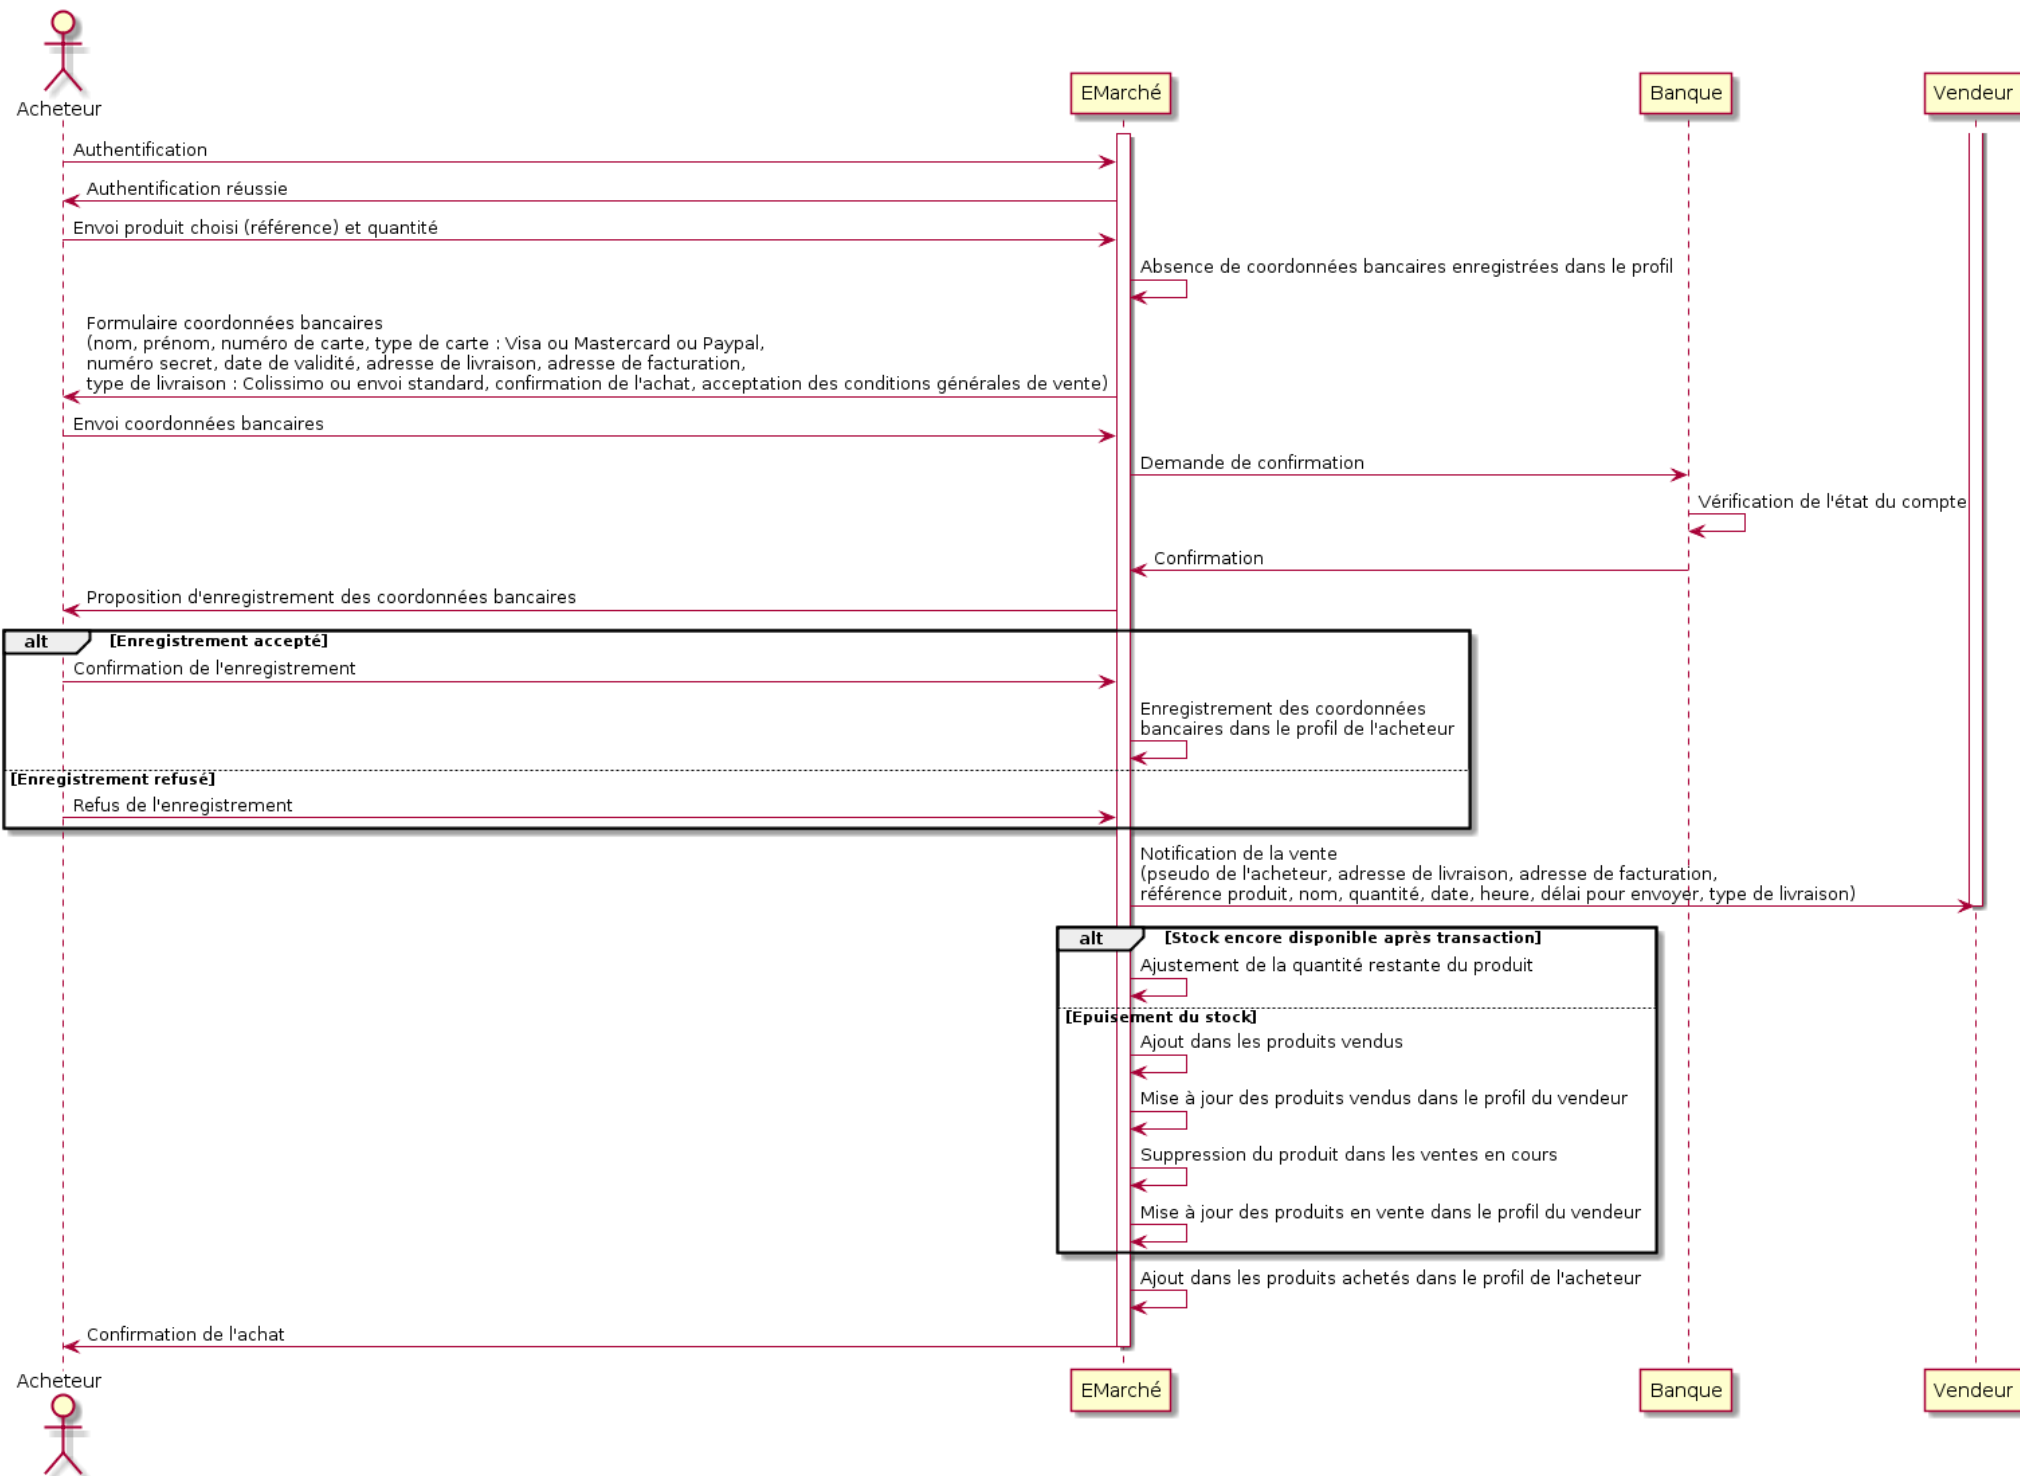 Acheteur
EMarché
Banque
Vendeur
Authentification
Authentification réussie
Envoi produit choisi (référence) et quantité
Absence de coordonnées bancaires enregistrées dans le profil
Formulaire coordonnées bancaires
(nom, prénom, numéro de carte, type de carte : Visa ou Mastercard ou Paypal,
numéro secret, date de validité, adresse de livraison, adresse de facturation,
type de livraison : Colissimo ou envoi standard, confirmation de l'achat, acceptation des conditions générales de vente)
Envoi coordonnées bancaires
Demande de confirmation
Vérification de l'état du compte
Confirmation
Proposition d'enregistrement des coordonnées bancaires
alt [Enregistrement accepté]
Confirmation de l'enregistrement
Enregistrement des coordonnées
bancaires dans le profil de l'acheteur
[Enregistrement refusé]
Refus de l'enregistrement
Notification de la vente
(pseudo de l'acheteur, adresse de livraison, adresse de facturation,
référence produit, nom, quantité, date, heure, délai pour envoyer, type de livraison)
alt [Stock encore disponible après transaction]
Ajustement de la quantité restante du produit
[Epuisement du stock]
Ajout dans les produits vendus
Mise à jour des produits vendus dans le profil du vendeur
Suppression du produit dans les ventes en cours
Mise à jour des produits en vente dans le profil du vendeur
Ajout dans les produits achetés dans le profil de l'acheteur
Confirmation de l'achat
Acheteur
EMarché
Banque
Vendeur